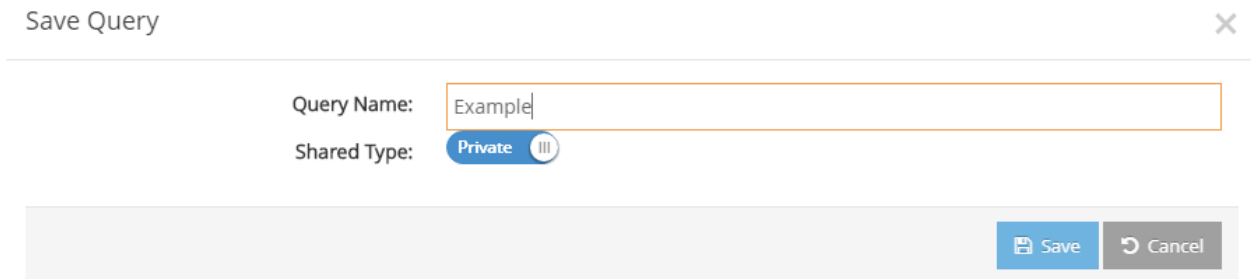 Save Query
Query Name: Example
Shared Type: Private
Save Cancel